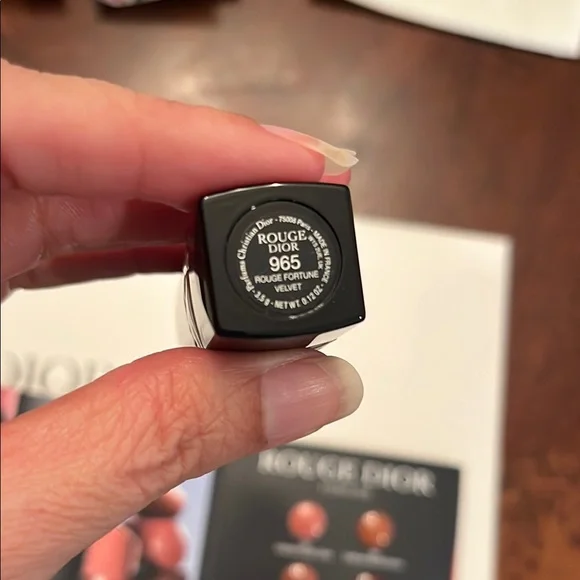 Parfums Christian Dior - 75008 Paris - MADE IN FRANCE
ROUGE
DIOR
965
ROUGE FORTUNE
VELVET
3.5 g - NET WT. 0.12 OZ.
DIOR
ROUGE DIOR